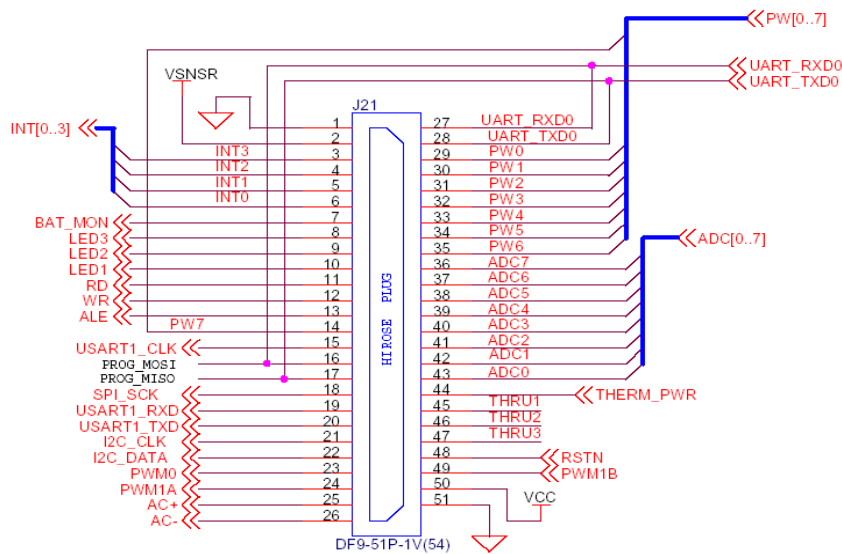 PW[0..7]
UART_RXD0
UART_TXD0
VSNSR
J21
INT[0..3]
1 27 UART_RXD0
2 28 UART_TXD0
INT3 3 29 PW0
INT2 4 30 PW1
INT1 5 31 PW2
INT0 6 32 PW3
BAT_MON 7 33 PW4
LED3 8 34 PW5
LED2 9 35 PW6
ADC[0..7]
LED1 10 36 ADC7
RD 11 37 ADC6
WR 12 38 ADC5
ALE 13 39 ADC4
PW7 14 40 ADC3
USART1_CLK 15 41 ADC2
PROG_MOSI 16 42 ADC1
PROG_MISO 17 43 ADC0
SPI_SCK 18 44 THERM_PWR
USART1_RXD 19 45 THRU1
USART1_TXD 20 46 THRU2
I2C_CLK 21 47 THRU3
I2C_DATA 22 48 RSTN
PWM0 23 49 PWM1B
PWM1A 24 50 VCC
AC+ 25 51
AC- 26
HIROSE PLUG
DF9-51P-1V(54)